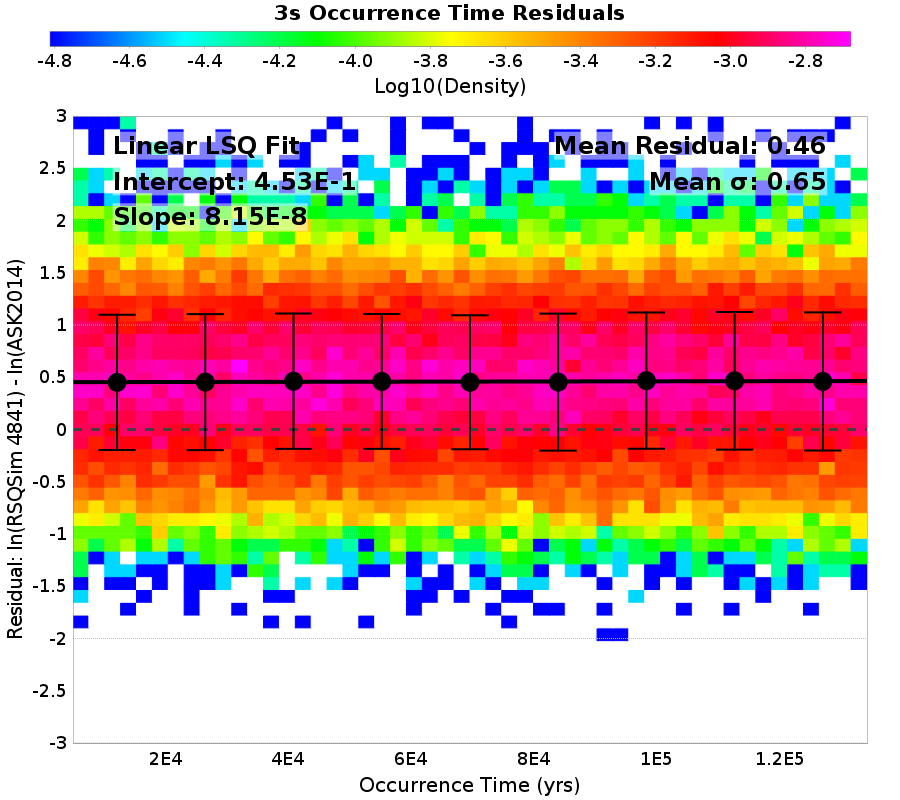 3s Occurrence Time Residuals
-4.8 -4.6 -4.4 -4.2 -4.0 -3.8 -3.6 -3.4 -3.2 -3.0 -2.8
Log10(Density)
Linear LSQ Fit
Intercept: 4.53E-1
Slope: 8.15E-8
Mean Residual: 0.46
Mean σ: 0.65
Residual: ln(RSQSim 4841) - ln(ASK2014)
3
2.5
2
1.5
1
0.5
0
-0.5
-1
-1.5
-2
-2.5
-3
2E4 4E4 6E4 8E4 1E5 1.2E5
Occurrence Time (yrs)